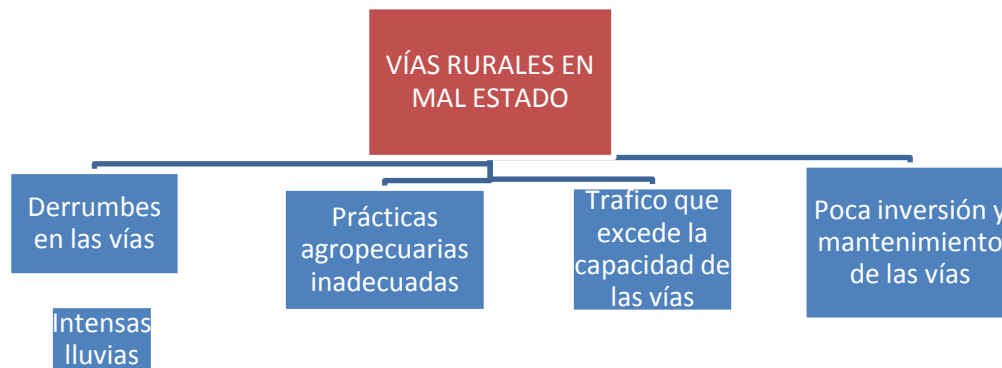 VÍAS RURALES EN
MAL ESTADO
Derrumbes
en las vías
Prácticas
agropecuarias
inadecuadas
Trafico que
excede la
capacidad de
las vías
Poca inversión y
mantenimiento
de las vías
Intensas
lluvias